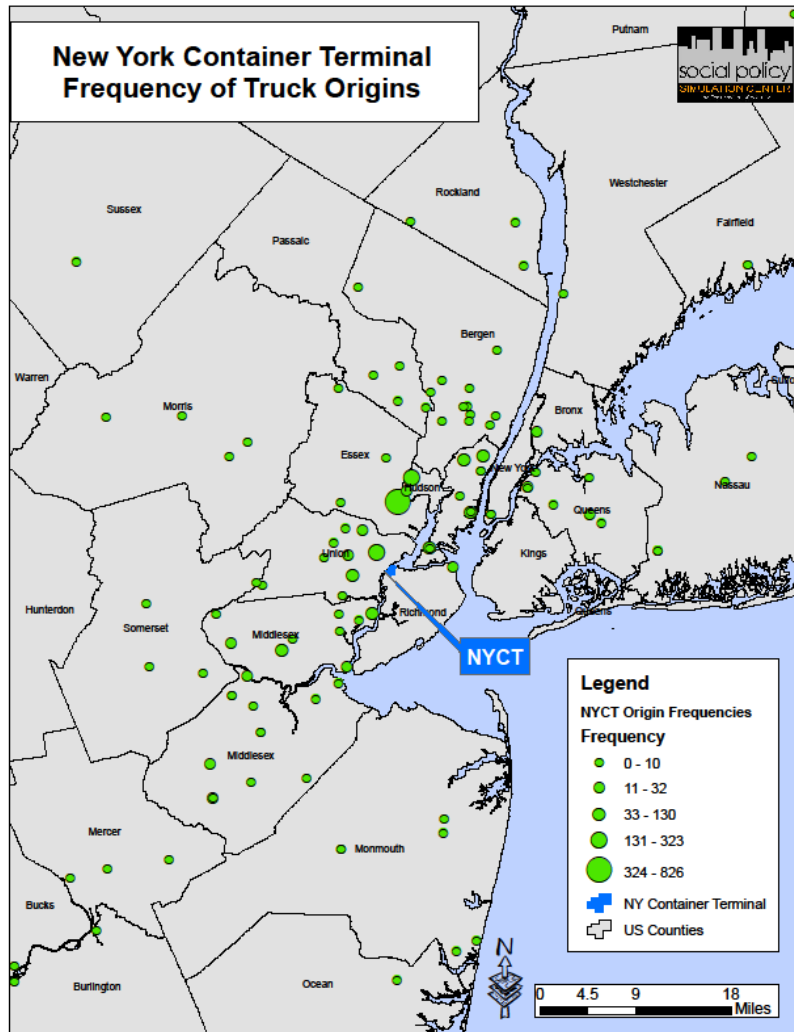 New York Container Terminal
Frequency of Truck Origins
social policy
SIMULATION CENTER
Putnam
Rockland
Westchester
Sussex
Fairfield
Passaic
Bergen
Warren
Morris
Bronx
Essex
New York
Hudson
Nassau
Queens
Union
Kings
Hunterdon
Somerset
Richmond
Queens
Middlesex
NYCT
Middlesex
Mercer
Monmouth
Bucks
Burlington
Ocean
N
Legend
NYCT Origin Frequencies
Frequency
0 - 10
11 - 32
33 - 130
131 - 323
324 - 826
NY Container Terminal
US Counties
0 4.5 9 18
Miles